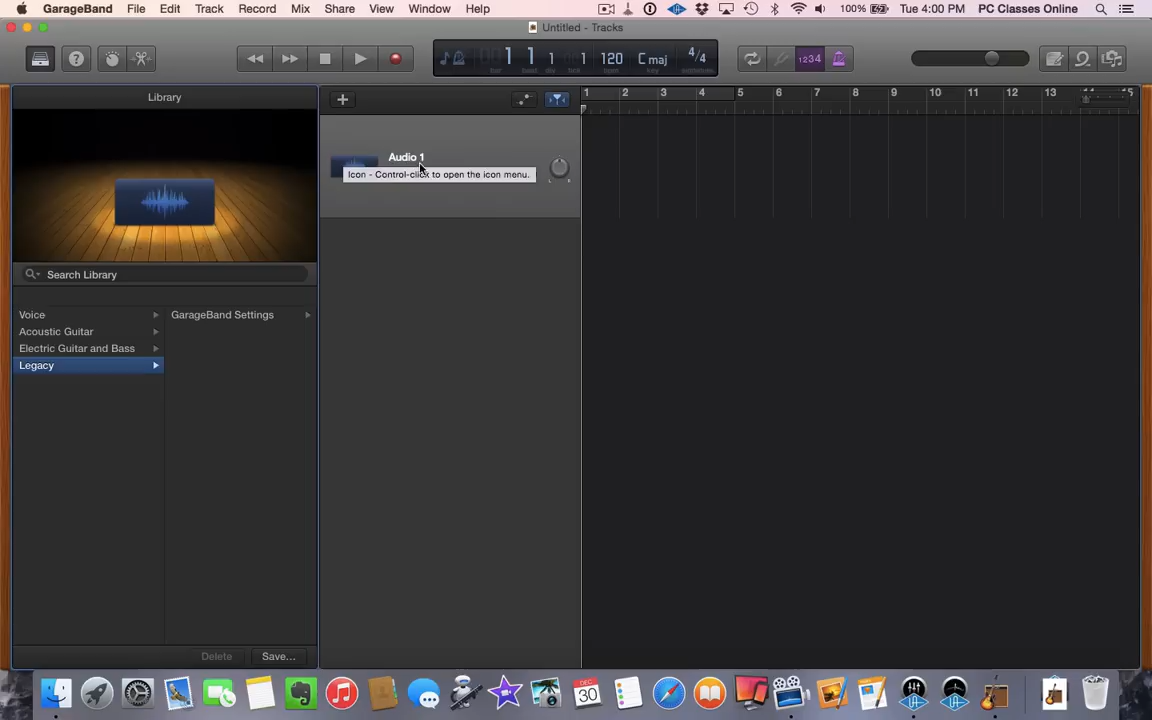 GarageBand File Edit Track Record Mix Share View Window Help 100% Tue 4:00 PM PC Classes Online
Untitled - Tracks
1 1 1 1 120 C maj 4/4
1234
Library
1 2 3 4 5 6 7 8 9 10 11 12 13 14 15
Audio 1
Icon - Control-click to open the icon menu.
Search Library
Voice GarageBand Settings
Acoustic Guitar
Electric Guitar and Bass
Legacy
Delete Save...
DEC
30